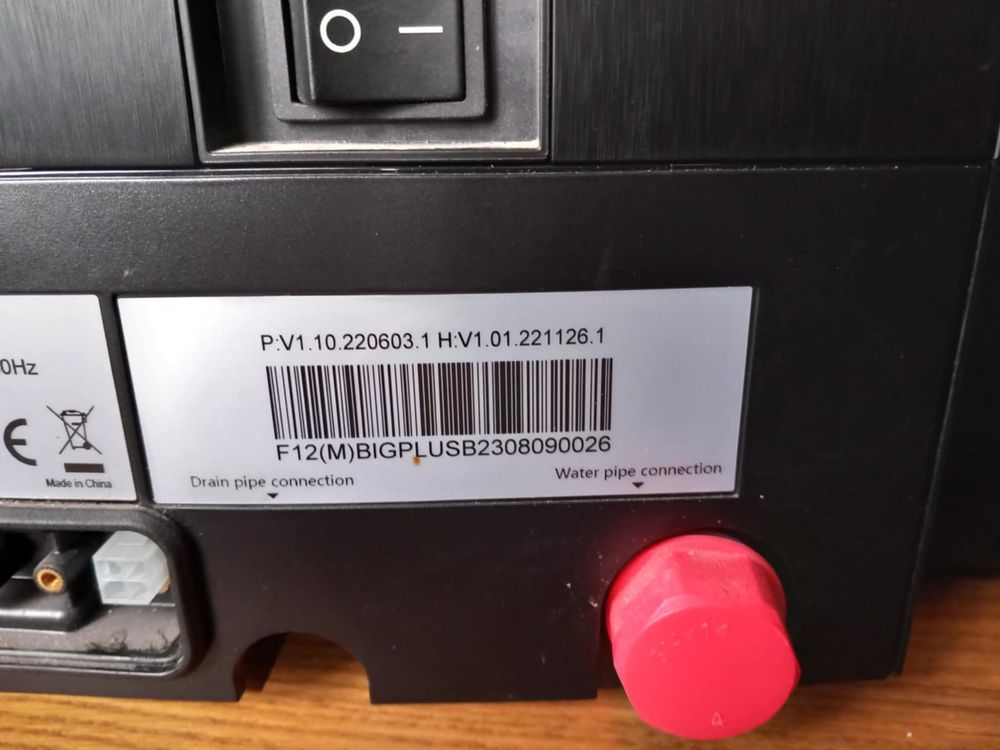 P:V1.10.220603.1 H:V1.01.221126.1
0Hz
CE
F12(M)BIGPLUSB2308090026
Made in China
Drain pipe connection
Water pipe connection